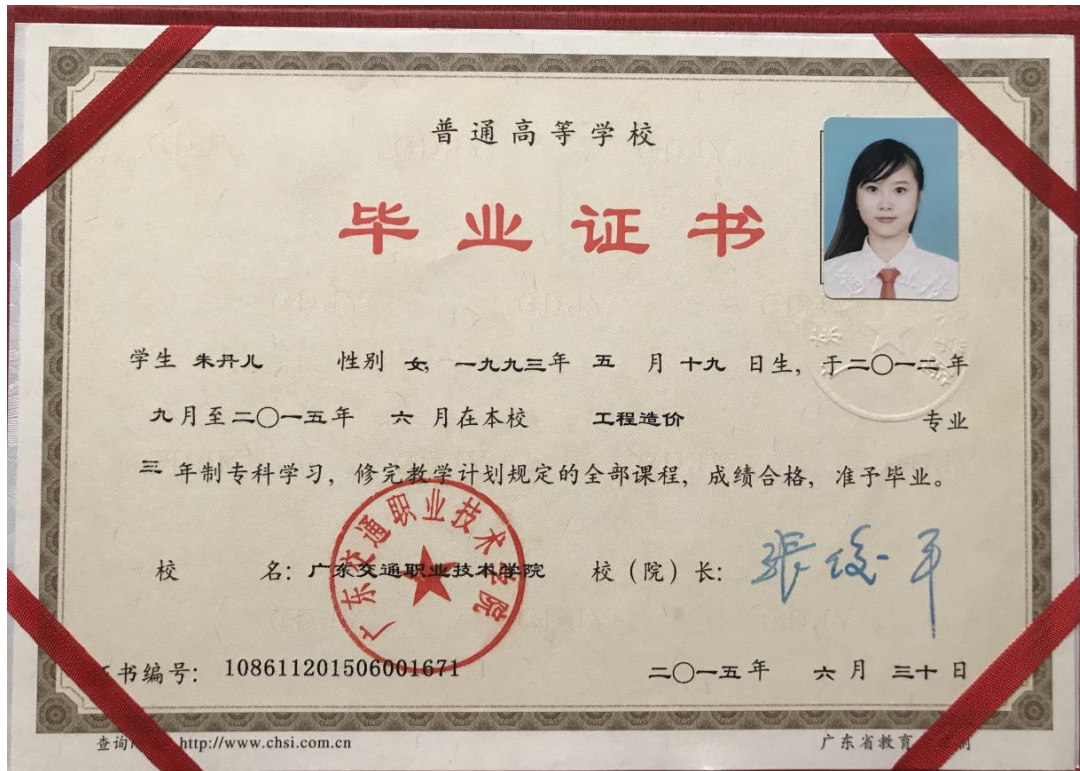 普通高等学校
毕业证书
学生 朱丹儿 性别 女, 一九九三年 五 月 十九 日生, 于二〇一二年
九月至二〇一五年 六 月在本校 工程造价 专业
三 年制专科学习, 修完教学计划规定的全部课程, 成绩合格, 准予毕业。
校 名: 广东交通职业技术学院 校(院)长: 张俊平
广东交通职业技术学院
书编号: 108611201506001671 二〇一五年 六 月 三十 日
查询 http://www.chsi.com.cn 广东省教育 制